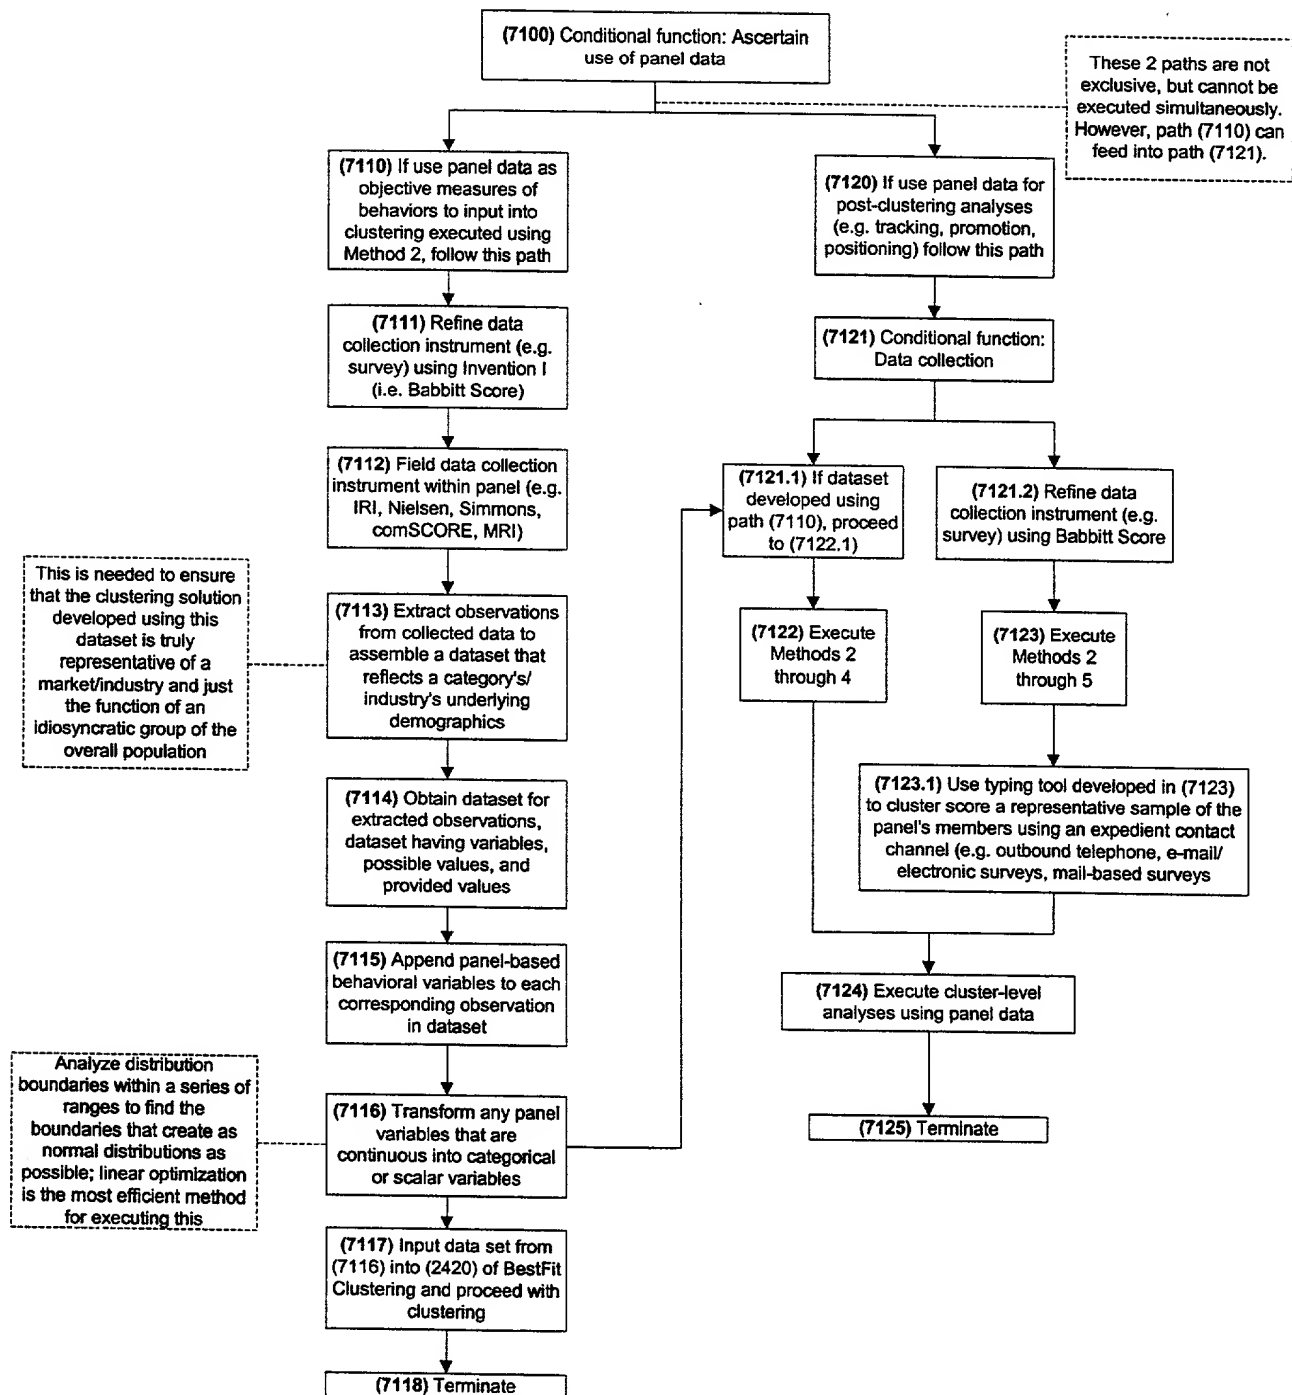 (7100) Conditional function: Ascertain
use of panel data
These 2 paths are not
exclusive, but cannot be
executed simultaneously.
However, path (7110) can
feed into path (7121).
(7110) If use panel data as
objective measures of
behaviors to input into
clustering executed using
Method 2, follow this path
(7120) If use panel data for
post-clustering analyses
(e.g. tracking, promotion,
positioning) follow this path
(7111) Refine data
collection instrument (e.g.
survey) using Invention I
(i.e. Babbitt Score)
(7121) Conditional function:
Data collection
(7112) Field data collection
instrument within panel (e.g.
IRI, Nielsen, Simmons,
comSCORE, MRI)
(7121.1) If dataset
developed using
path (7110), proceed
to (7122.1)
(7121.2) Refine data
collection instrument (e.g.
survey) using Babbitt Score
This is needed to ensure
that the clustering solution
developed using this
dataset is truly
representative of a
market/industry and just
the function of an
idiosyncratic group of the
overall population
(7113) Extract observations
from collected data to
assemble a dataset that
reflects a category's/
industry's underlying
demographics
(7122) Execute
Methods 2
through 4
(7123) Execute
Methods 2
through 5
(7114) Obtain dataset for
extracted observations,
dataset having variables,
possible values, and
provided values
(7123.1) Use typing tool developed in (7123)
to cluster score a representative sample of the
panel's members using an expedient contact
channel (e.g. outbound telephone, e-mail/
electronic surveys, mail-based surveys
(7115) Append panel-based
behavioral variables to each
corresponding observation
in dataset
(7124) Execute cluster-level
analyses using panel data
Analyze distribution
boundaries within a series of
ranges to find the
boundaries that create as
normal distributions as
possible; linear optimization
is the most efficient method
for executing this
(7116) Transform any panel
variables that are
continuous into categorical
or scalar variables
(7125) Terminate
(7117) Input data set from
(7116) into (2420) of BestFit
Clustering and proceed with
clustering
(7118) Terminate